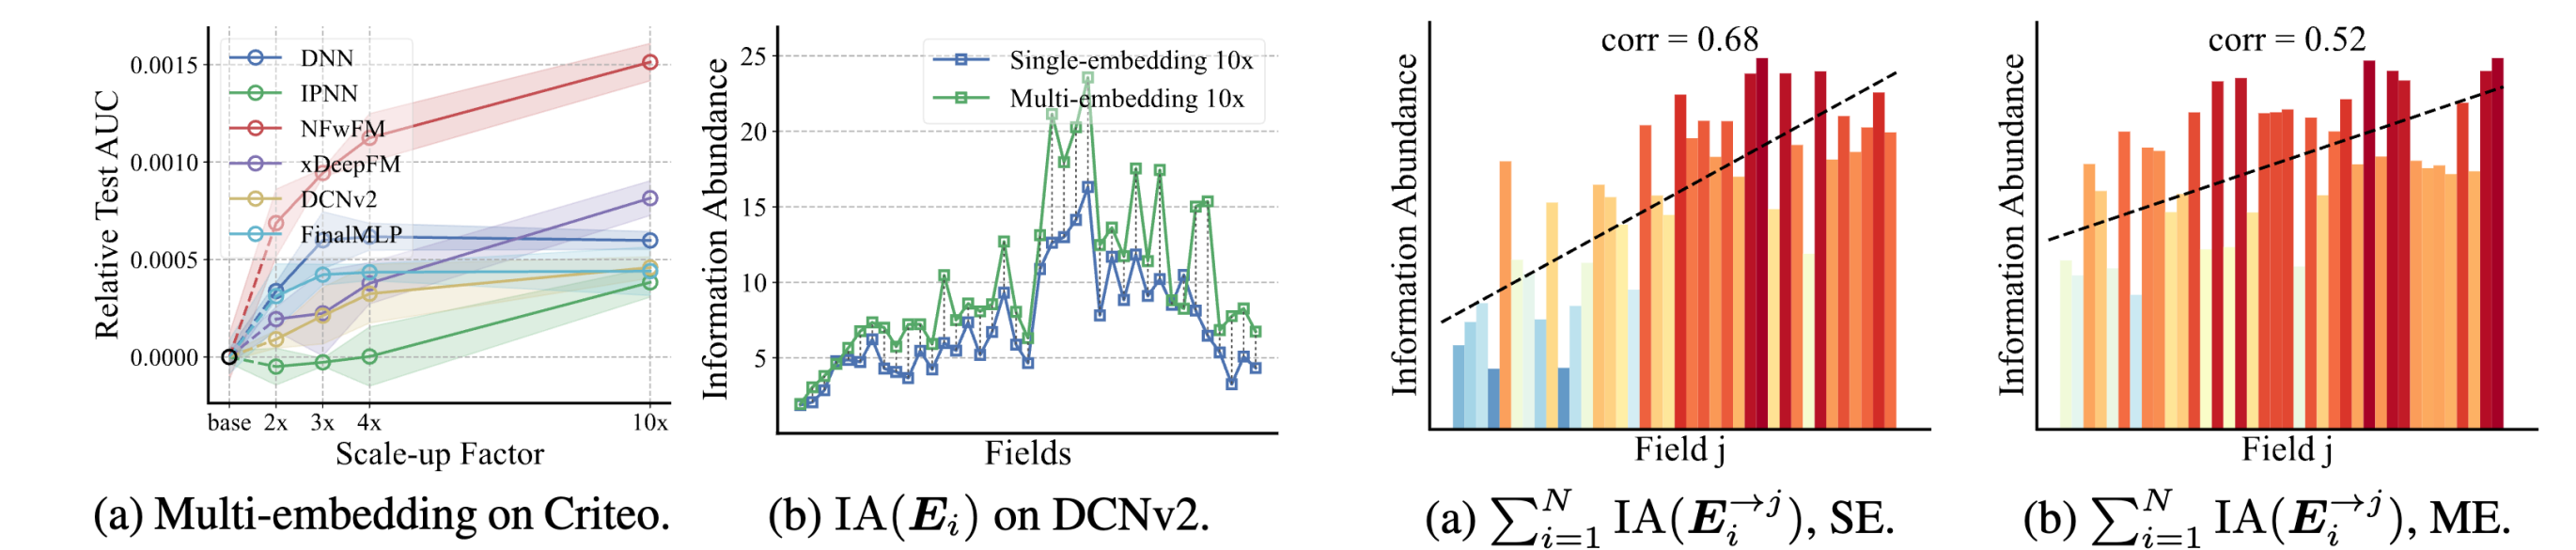 0.0015
0.0010
0.0005
0.0000
Relative Test AUC
DNN
IPNN
NFwFM
xDeepFM
DCNv2
FinalMLP
base 2x 3x 4x 10x
Scale-up Factor
(a) Multi-embedding on Criteo.
25
20
15
10
5
Information Abundance
Single-embedding 10x
Multi-embedding 10x
Fields
(b) IA(E_i) on DCNv2.
corr = 0.68
Information Abundance
Field j
(a) ∑_{i=1}^{N} IA(E_i^{→j}), SE.
corr = 0.52
Information Abundance
Field j
(b) ∑_{i=1}^{N} IA(E_i^{→j}), ME.